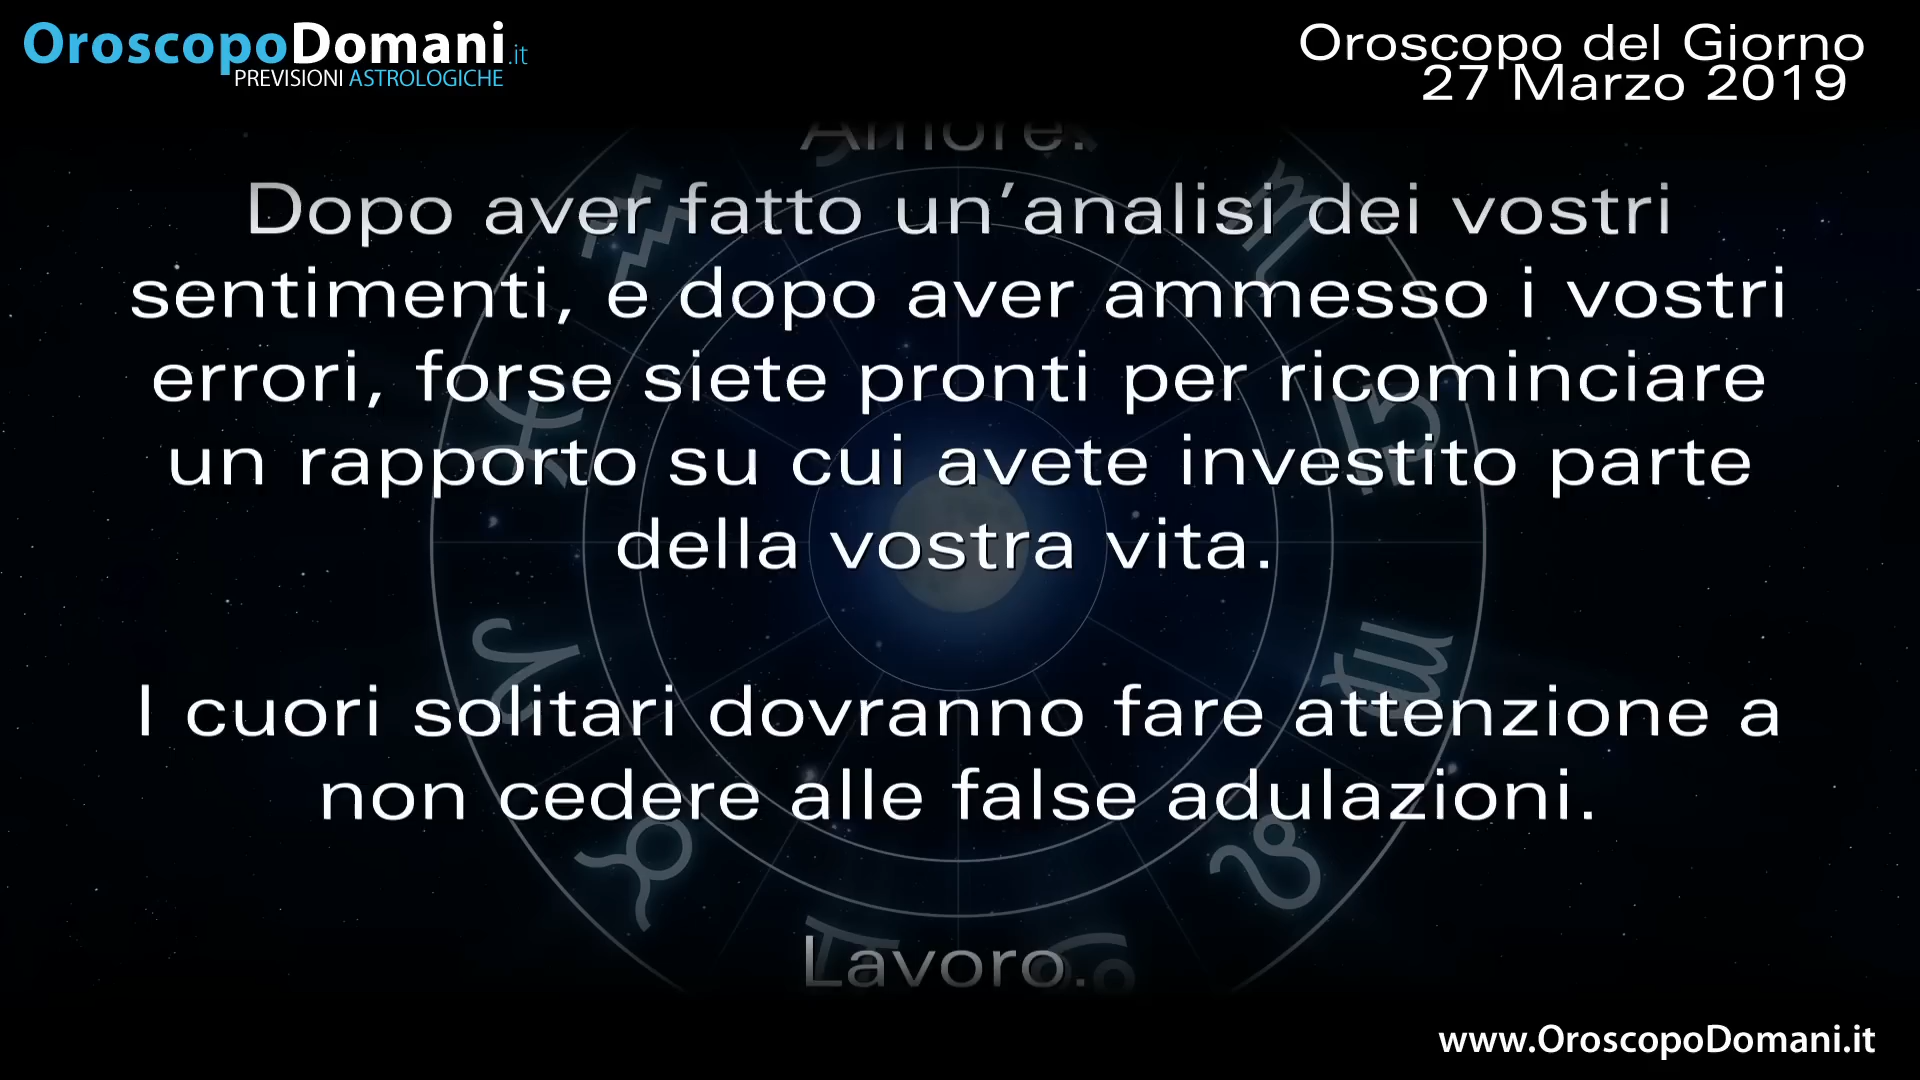 OroscopoDomani.it
PREVISIONI ASTROLOGICHE
Oroscopo del Giorno
27 Marzo 2019
Amore.
Dopo aver fatto un’analisi dei vostri
sentimenti, e dopo aver ammesso i vostri
errori, forse siete pronti per ricominciare
un rapporto su cui avete investito parte
della vostra vita.
I cuori solitari dovranno fare attenzione a
non cedere alle false adulazioni.
Lavoro.
www.OroscopoDomani.it